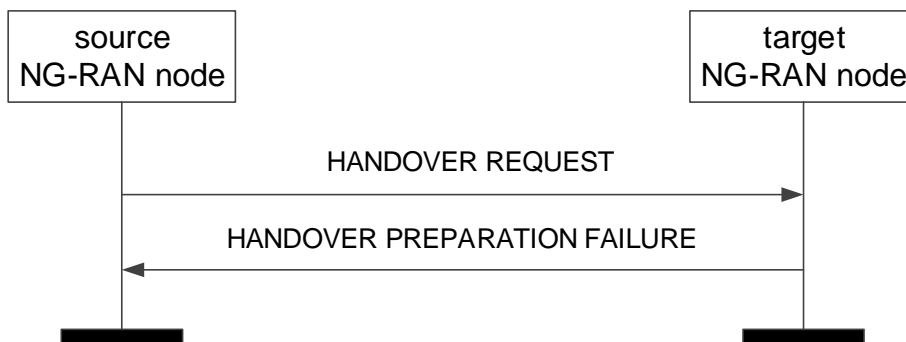 source
NG-RAN node
target
NG-RAN node
HANDOVER REQUEST
HANDOVER PREPARATION FAILURE